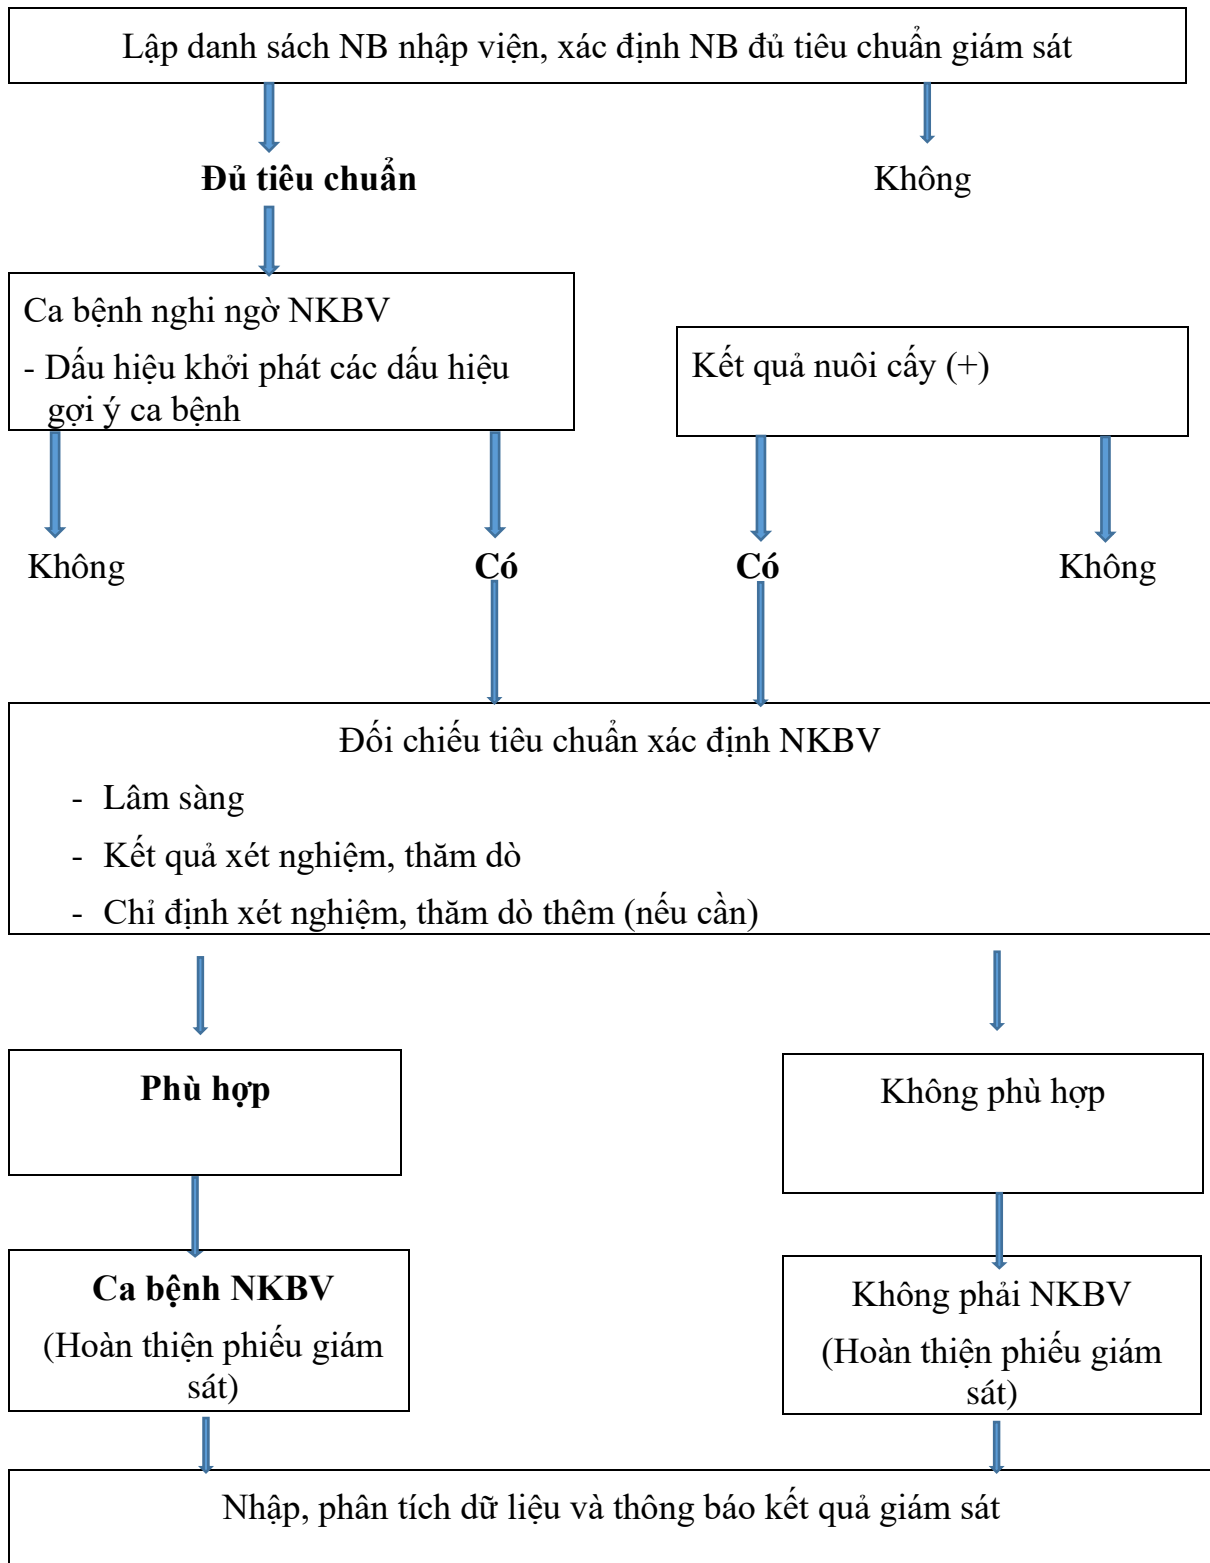 Lập danh sách NB nhập viện, xác định NB đủ tiêu chuẩn giám sát
Đủ tiêu chuẩn
Không
Ca bệnh nghi ngờ NKBV
- Dấu hiệu khởi phát các dấu hiệu
gợi ý ca bệnh
Kết quả nuôi cấy (+)
Không
Có
Có
Không
Đối chiếu tiêu chuẩn xác định NKBV
- Lâm sàng
- Kết quả xét nghiệm, thăm dò
- Chỉ định xét nghiệm, thăm dò thêm (nếu cần)
Phù hợp
Không phù hợp
Ca bệnh NKBV
(Hoàn thiện phiếu giám
sát)
Không phải NKBV
(Hoàn thiện phiếu giám
sát)
Nhập, phân tích dữ liệu và thông báo kết quả giám sát